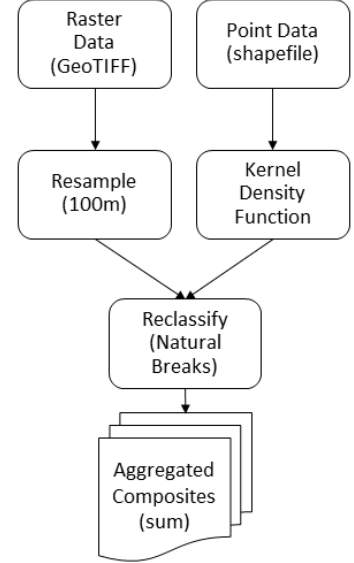 Raster
Data
(GeoTIFF)
Point Data
(shapefile)
Resample
(100m)
Kernel
Density
Function
Reclassify
(Natural
Breaks)
Aggregated
Composites
(sum)